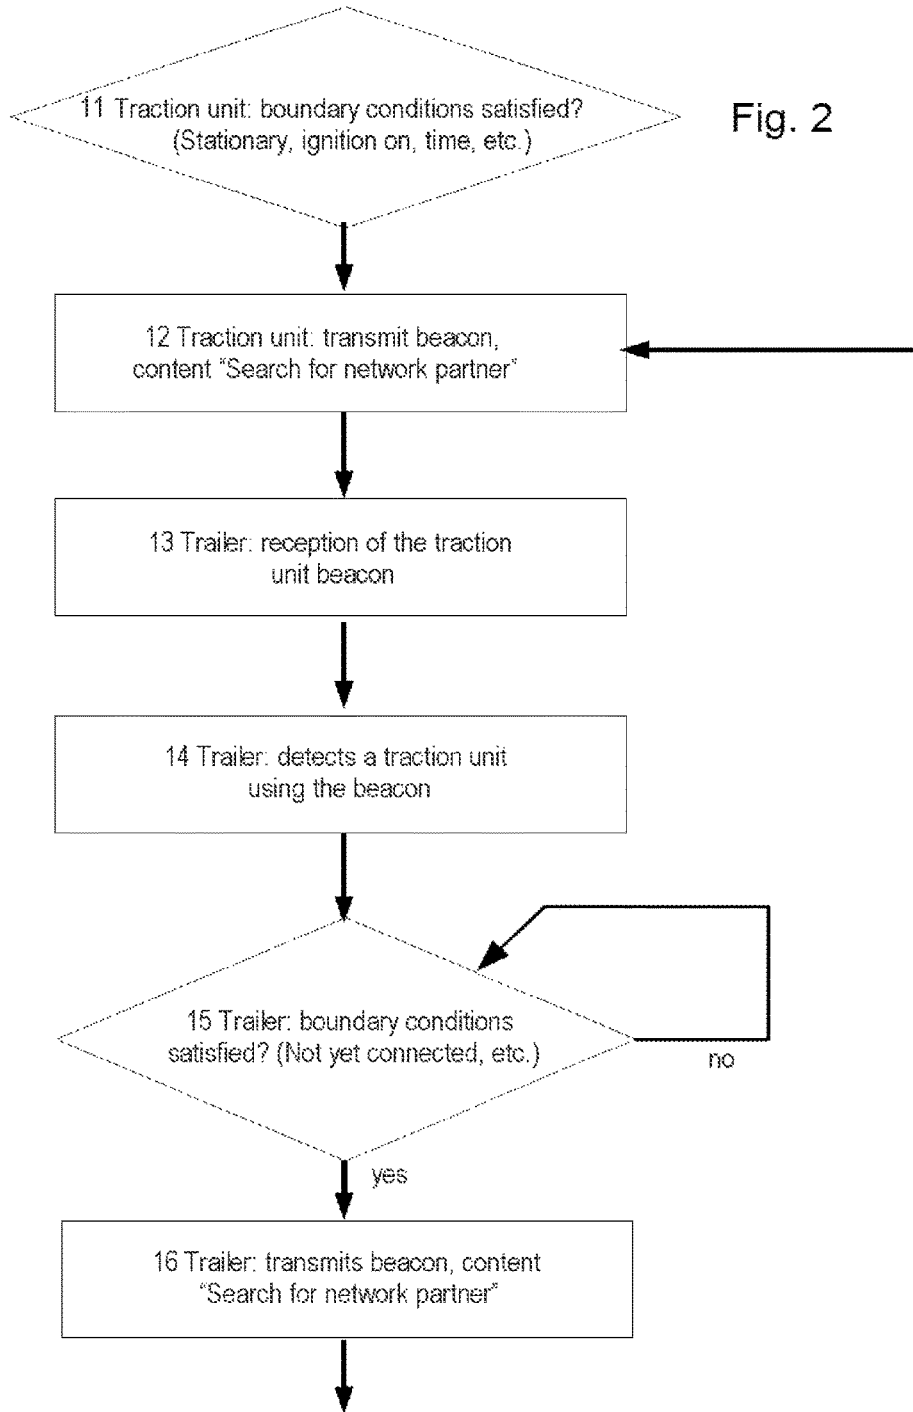 11 Traction unit: boundary conditions satisfied?
(Stationary, ignition on, time, etc.)
Fig. 2
12 Traction unit: transmit beacon,
content “Search for network partner”
13 Trailer: reception of the traction
unit beacon
14 Trailer: detects a traction unit
using the beacon
15 Trailer: boundary conditions
satisfied? (Not yet connected, etc.)
no
yes
16 Trailer: transmits beacon, content
“Search for network partner”